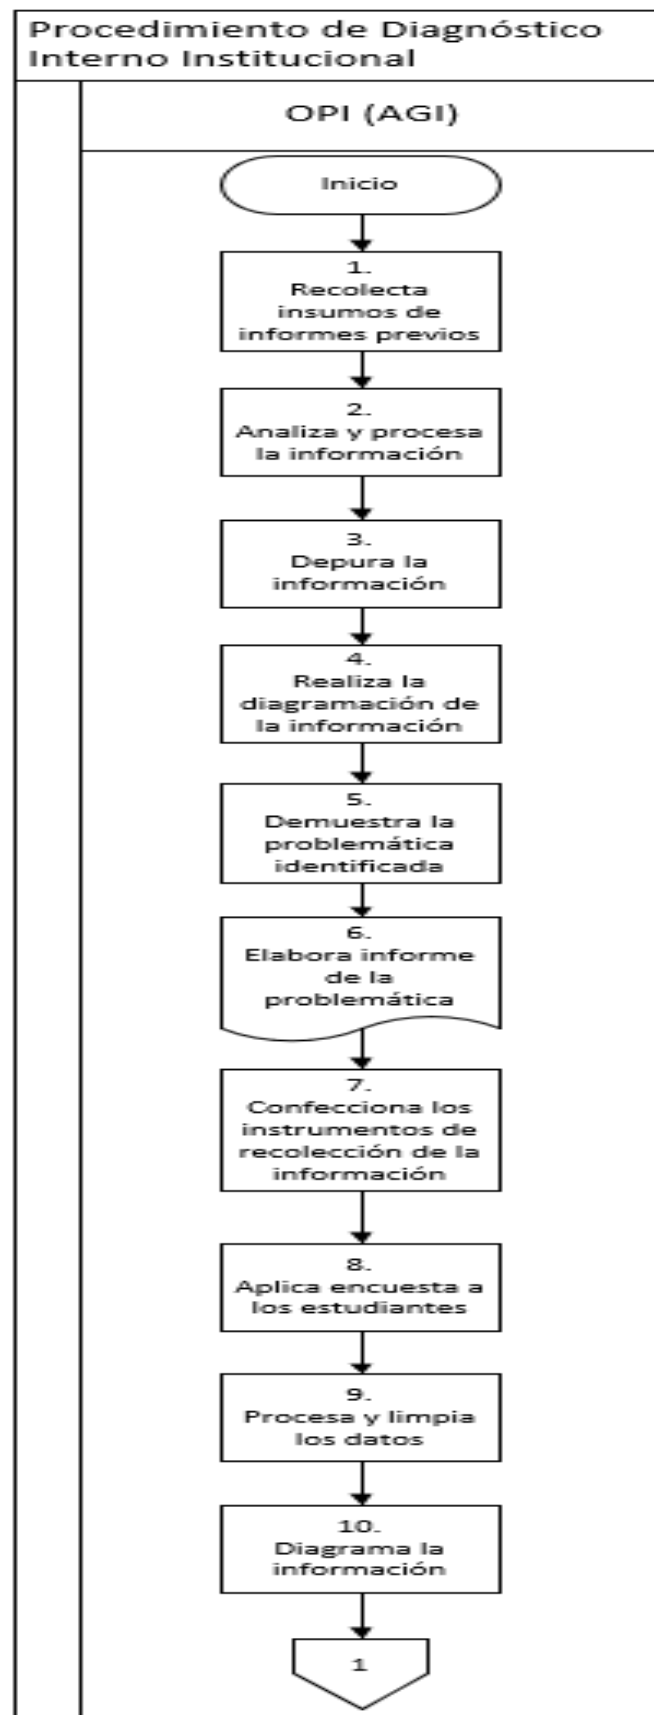 Procedimiento de Diagnóstico
Interno Institucional
OPI (AGI)
Inicio
1.
Recolecta
insumos de
informes previos
2.
Analiza y procesa
la información
3.
Depura la
información
4.
Realiza la
diagramación de
la información
5.
Demuestra la
problemática
identificada
6.
Elabora informe
de la
problemática
7.
Confecciona los
instrumentos de
recolección de la
información
8.
Aplica encuesta a
los estudiantes
9.
Procesa y limpia
los datos
10.
Diagrama la
información
1